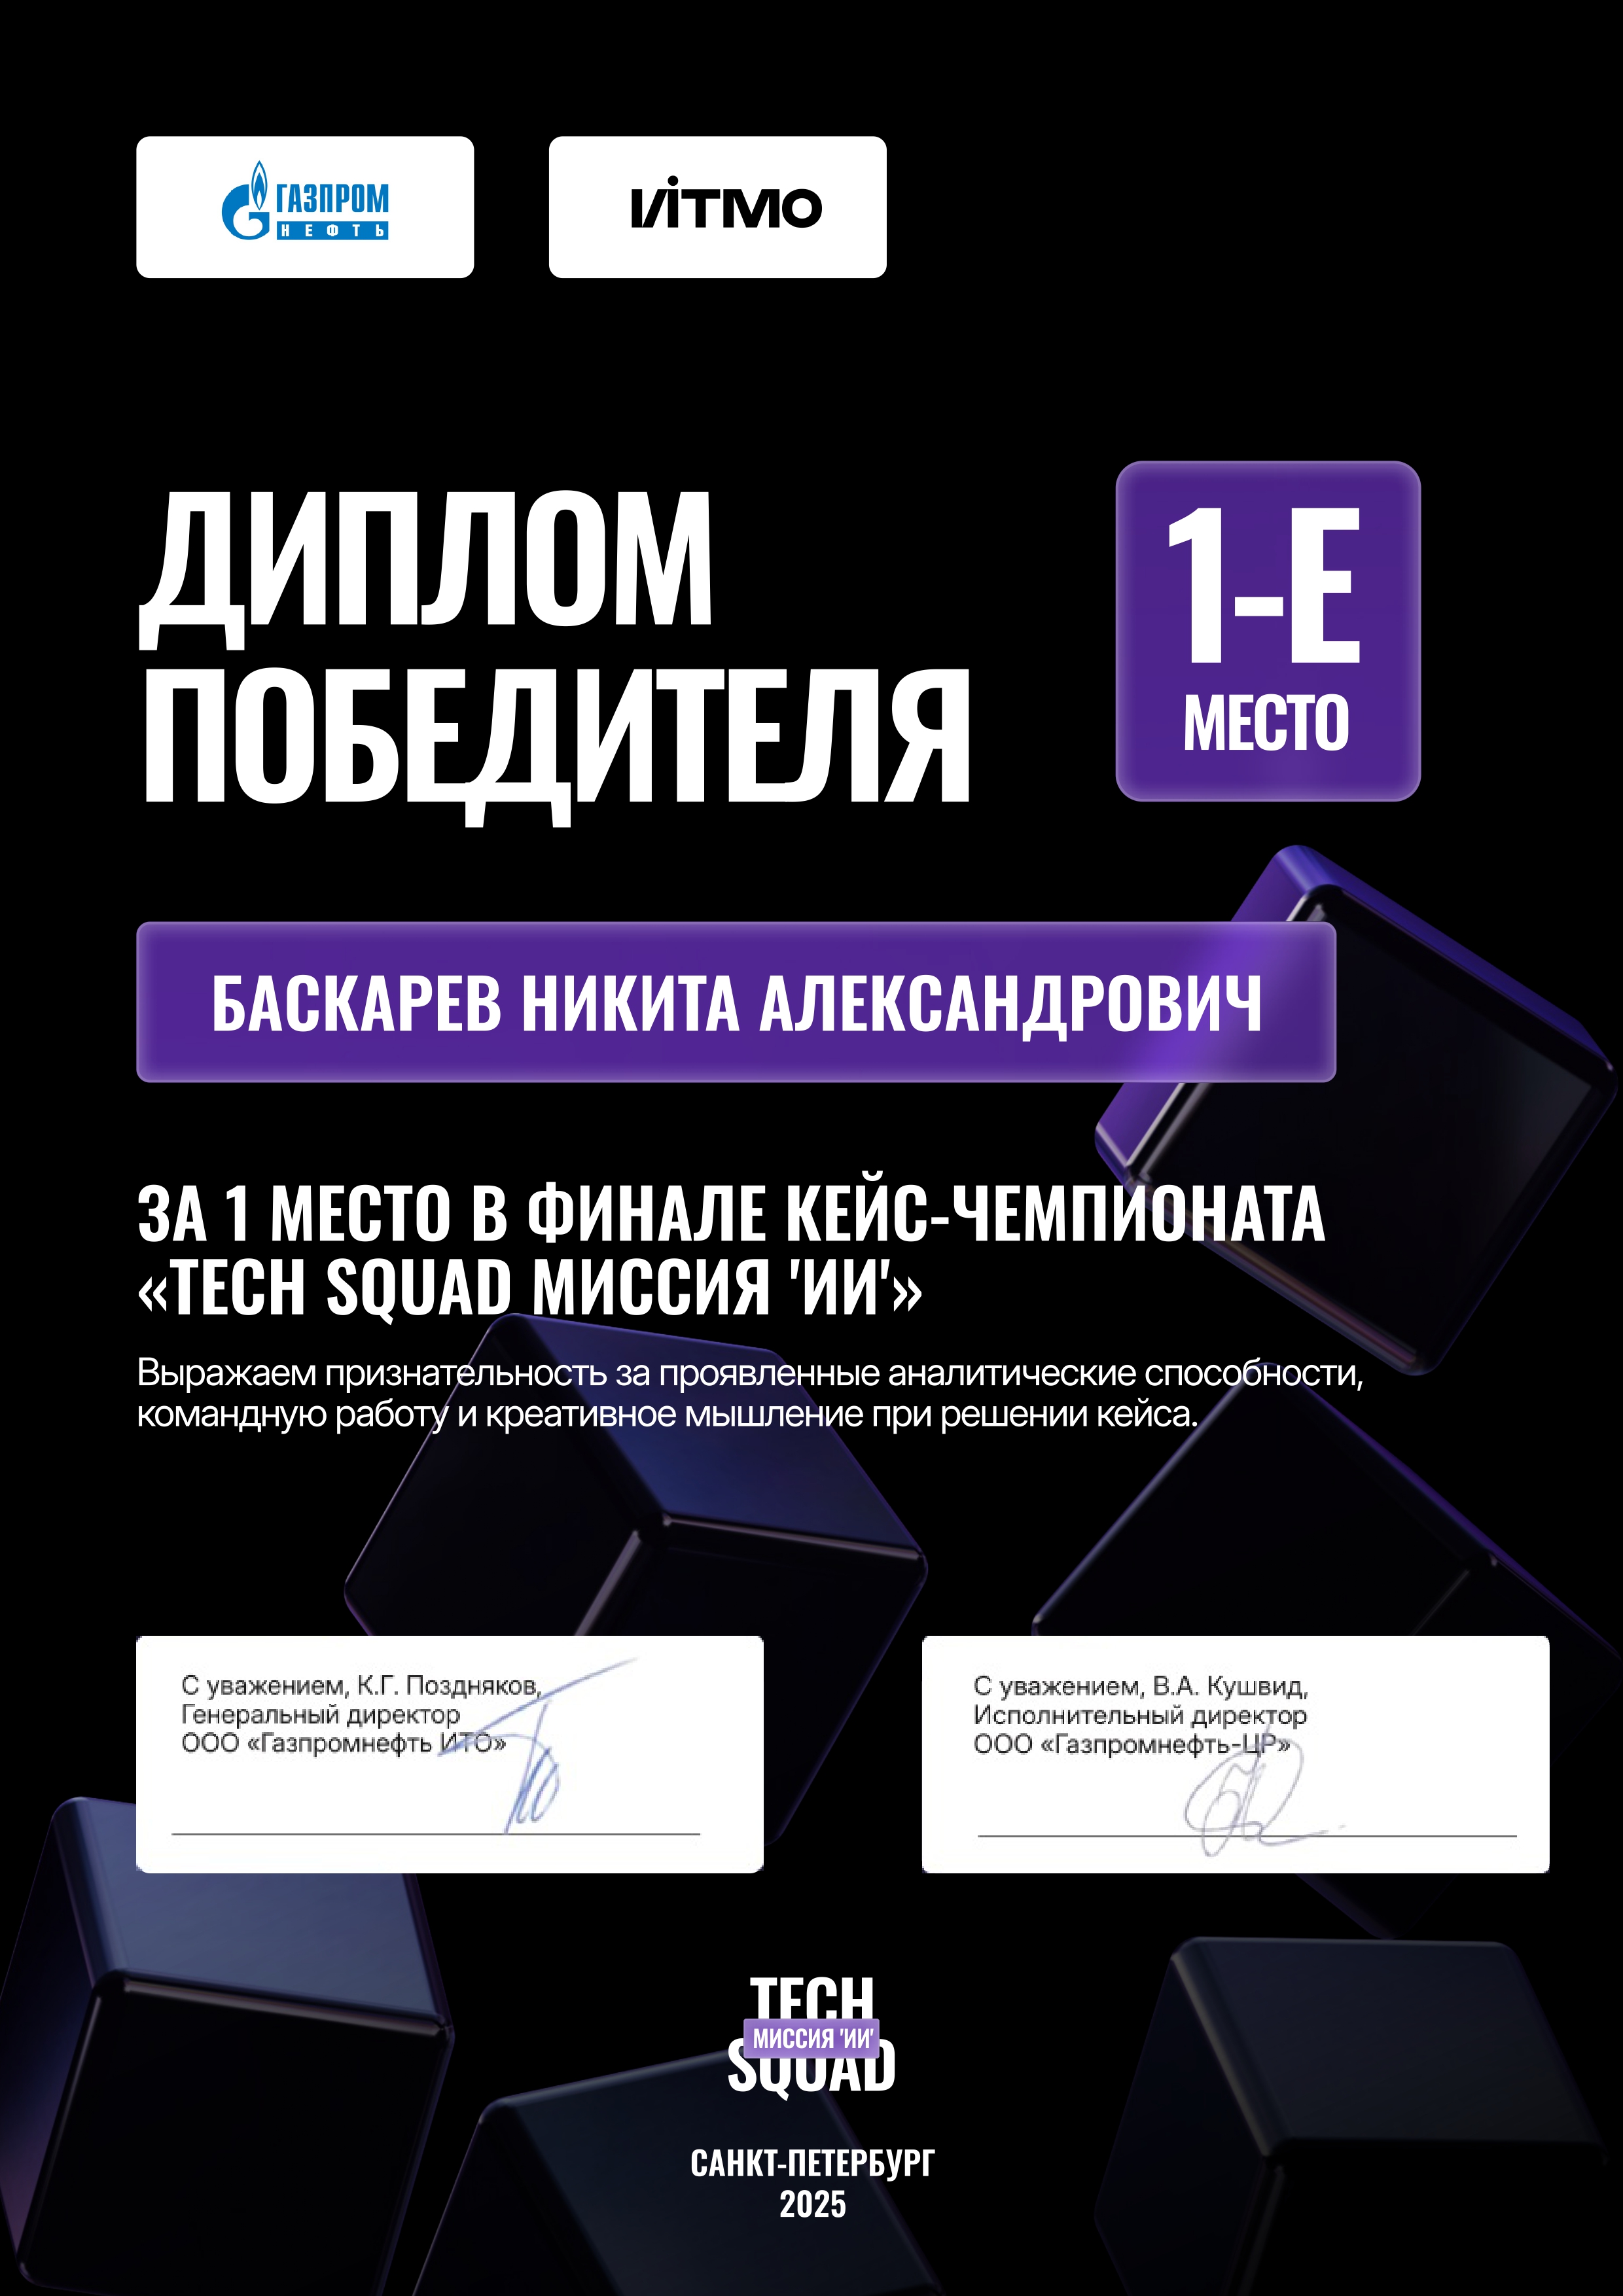 ГАЗПРОМ
НЕФТЬ
ИТМО
ДИПЛОМ
ПОБЕДИТЕЛЯ
1-Е
МЕСТО
БАСКАРЕВ НИКИТА АЛЕКСАНДРОВИЧ
ЗА 1 МЕСТО В ФИНАЛЕ КЕЙС-ЧЕМПИОНАТА
«TECH SQUAD МИССИЯ 'ИИ'»
Выражаем признательность за проявленные аналитические способности,
командную работу и креативное мышление при решении кейса.
С уважением, К.Г. Поздняков,
Генеральный директор
ООО «Газпромнефть ИТО»
С уважением, В.А. Кушвид,
Исполнительный директор
ООО «Газпромнефть-ЦР»
TECH
МИССИЯ 'ИИ'
SQUAD
САНКТ-ПЕТЕРБУРГ
2025